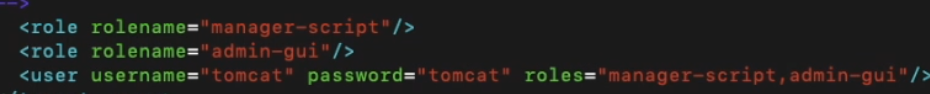 -->
<role rolename="manager-script"/>
<role rolename="admin-gui"/>
<user username="tomcat" password="tomcat" roles="manager-script,admin-gui"/>